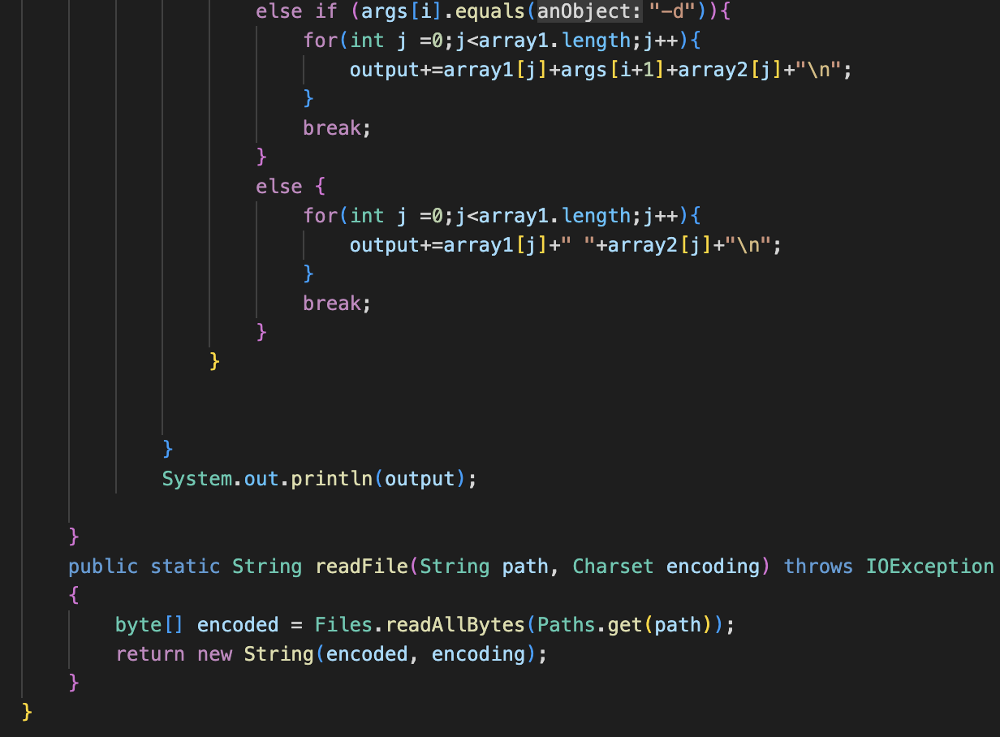 else if (args[i].equals(anObject: "-d")){
for(int j =0;j<array1.length;j++){
output+=array1[j]+args[i+1]+array2[j]+"\n";
}
break;
}
else {
for(int j =0;j<array1.length;j++){
output+=array1[j]+" "+array2[j]+"\n";
}
break;
}
}
}
System.out.println(output);
}
public static String readFile(String path, Charset encoding) throws IOException
{
byte[] encoded = Files.readAllBytes(Paths.get(path));
return new String(encoded, encoding);
}
}